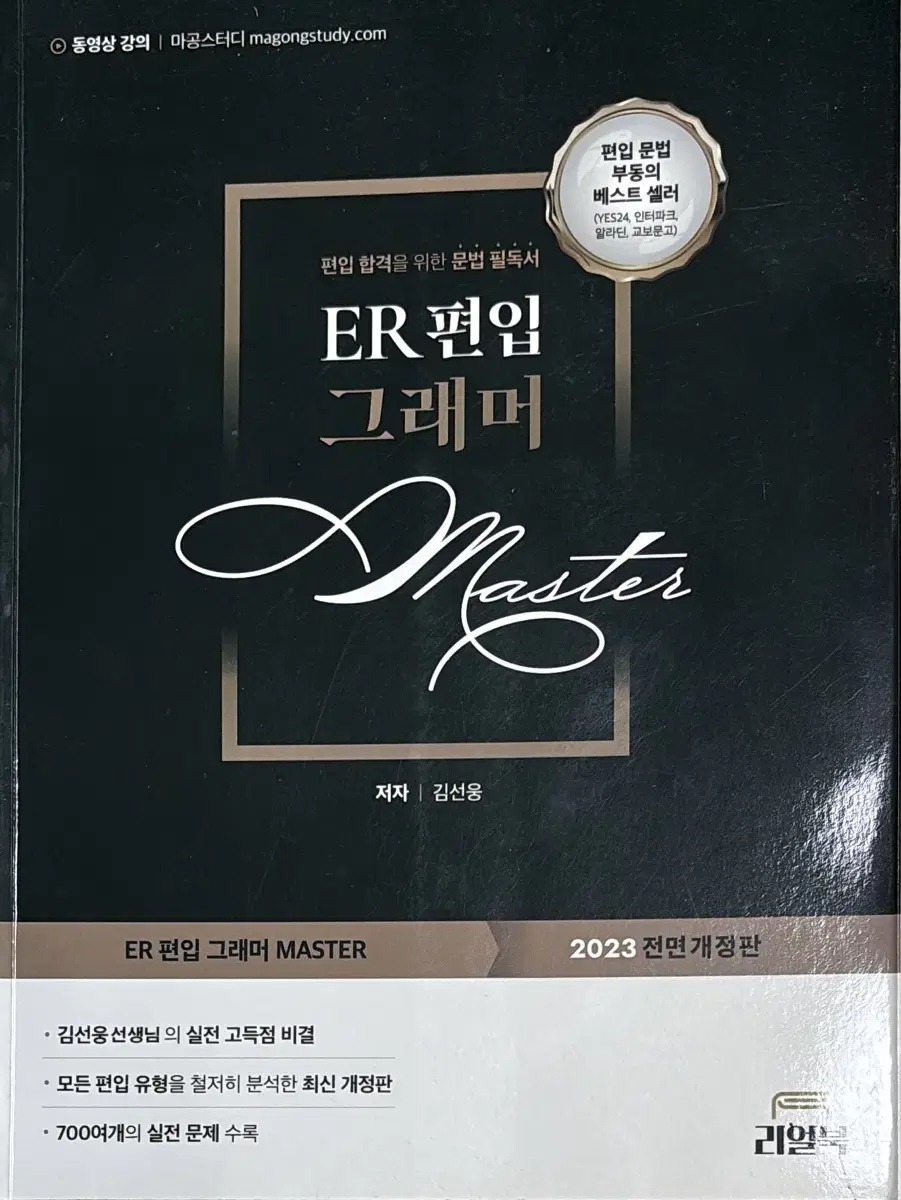 동영상 강의 | 마공스터디 magongstudy.com
편입 문법
부동의
베스트 셀러
(YES24, 인터파크,
알라딘, 교보문고)
편입 합격을 위한 문법 필독서
ER 편입
그래머
Master
저자 | 김선웅
ER 편입 그래머 MASTER
2023 전면개정판
• 김선웅 선생님의 실전 고득점 비결
• 모든 편입 유형을 철저히 분석한 최신 개정판
• 700여개의 실전 문제 수록
리얼북